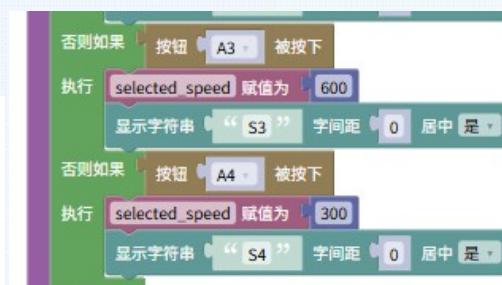 否则如果 按钮 A3 被按下
执行 selected_speed 赋值为 600
显示字符串 “ S3 ” 字间距 0 居中 是
否则如果 按钮 A4 被按下
执行 selected_speed 赋值为 300
显示字符串 “ S4 ” 字间距 0 居中 是